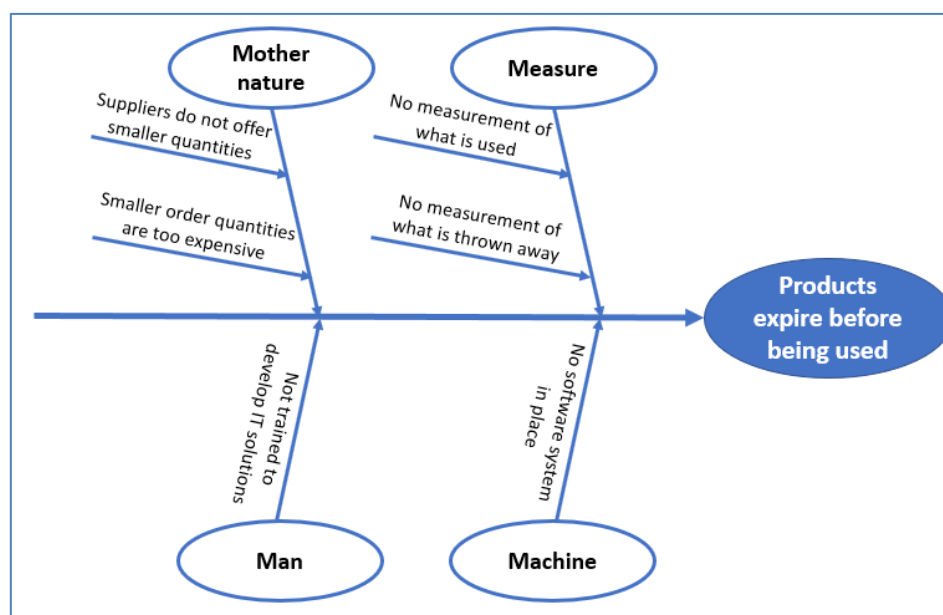 Mother
nature
Suppliers do not offer
smaller quantities
Smaller order quantities
are too expensive
Measure
No measurement of
what is used
No measurement of
what is thrown away
Products
expire before
being used
Not trained to
develop IT solutions
Man
No software system
in place
Machine